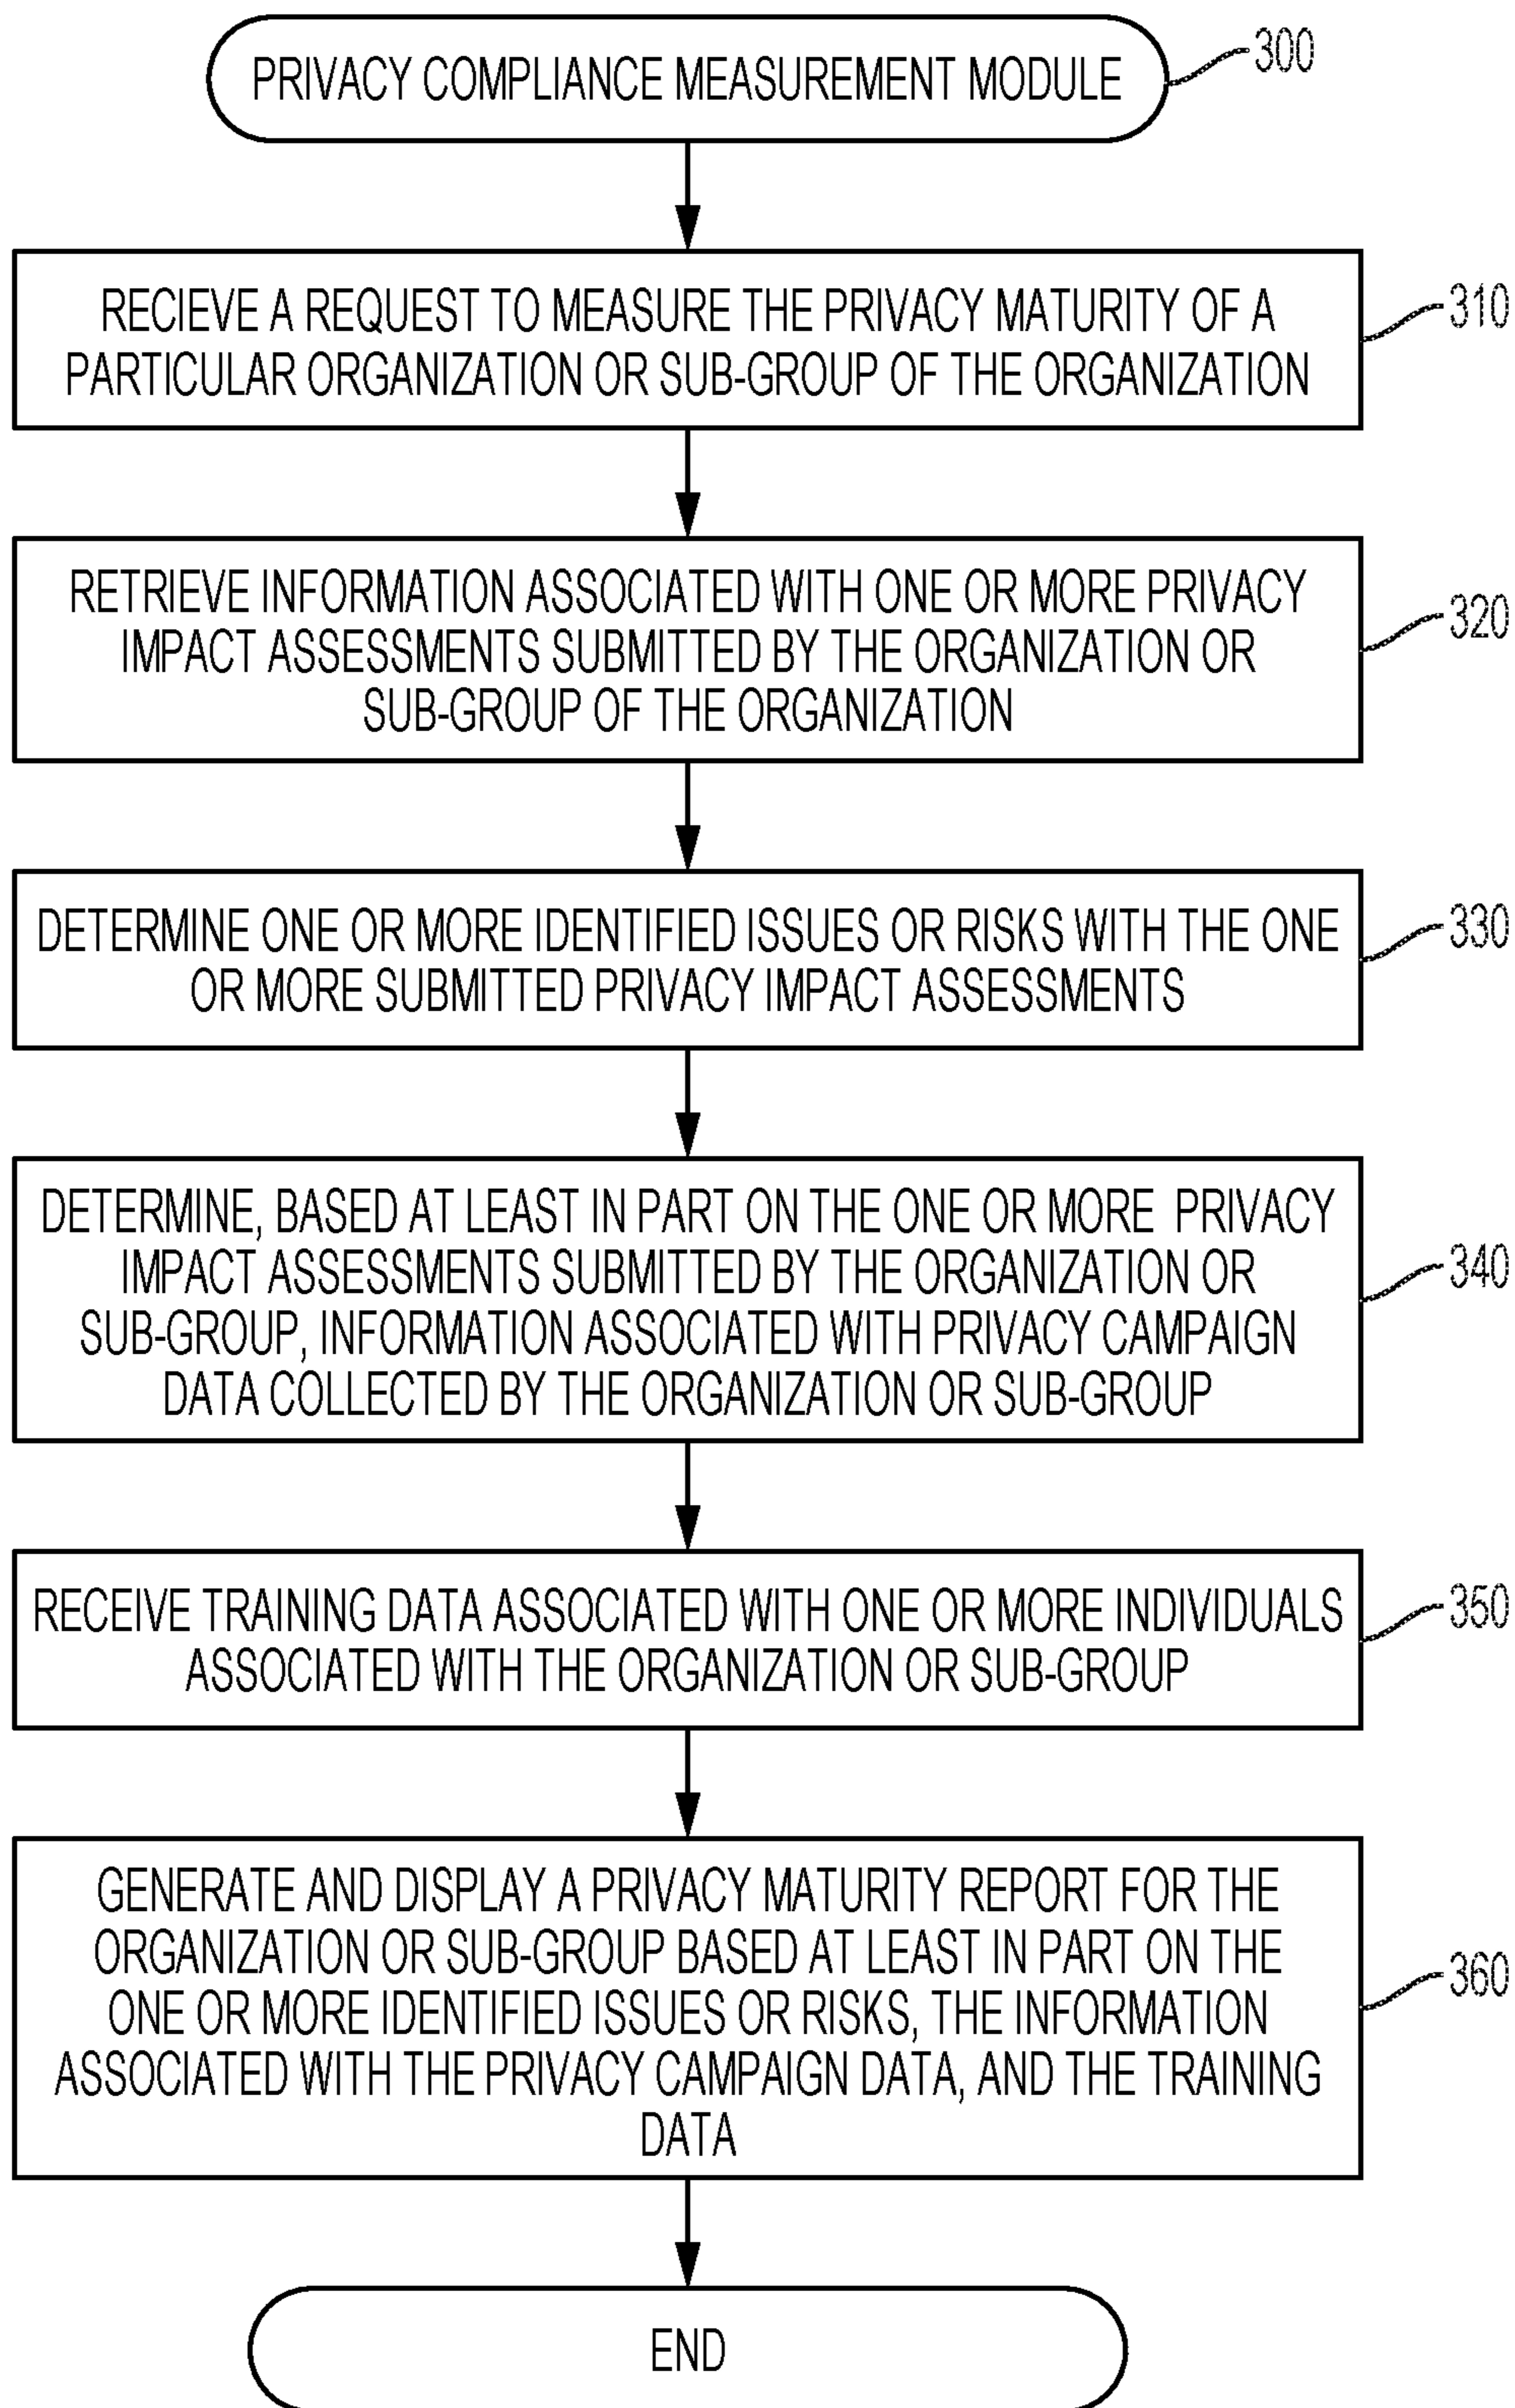 PRIVACY COMPLIANCE MEASUREMENT MODULE
300
RECIEVE A REQUEST TO MEASURE THE PRIVACY MATURITY OF A
PARTICULAR ORGANIZATION OR SUB-GROUP OF THE ORGANIZATION
310
RETRIEVE INFORMATION ASSOCIATED WITH ONE OR MORE PRIVACY
IMPACT ASSESSMENTS SUBMITTED BY THE ORGANIZATION OR
SUB-GROUP OF THE ORGANIZATION
320
DETERMINE ONE OR MORE IDENTIFIED ISSUES OR RISKS WITH THE ONE
OR MORE SUBMITTED PRIVACY IMPACT ASSESSMENTS
330
DETERMINE, BASED AT LEAST IN PART ON THE ONE OR MORE PRIVACY
IMPACT ASSESSMENTS SUBMITTED BY THE ORGANIZATION OR
SUB-GROUP, INFORMATION ASSOCIATED WITH PRIVACY CAMPAIGN
DATA COLLECTED BY THE ORGANIZATION OR SUB-GROUP
340
RECEIVE TRAINING DATA ASSOCIATED WITH ONE OR MORE INDIVIDUALS
ASSOCIATED WITH THE ORGANIZATION OR SUB-GROUP
350
GENERATE AND DISPLAY A PRIVACY MATURITY REPORT FOR THE
ORGANIZATION OR SUB-GROUP BASED AT LEAST IN PART ON THE
ONE OR MORE IDENTIFIED ISSUES OR RISKS, THE INFORMATION
ASSOCIATED WITH THE PRIVACY CAMPAIGN DATA, AND THE TRAINING
DATA
360
END